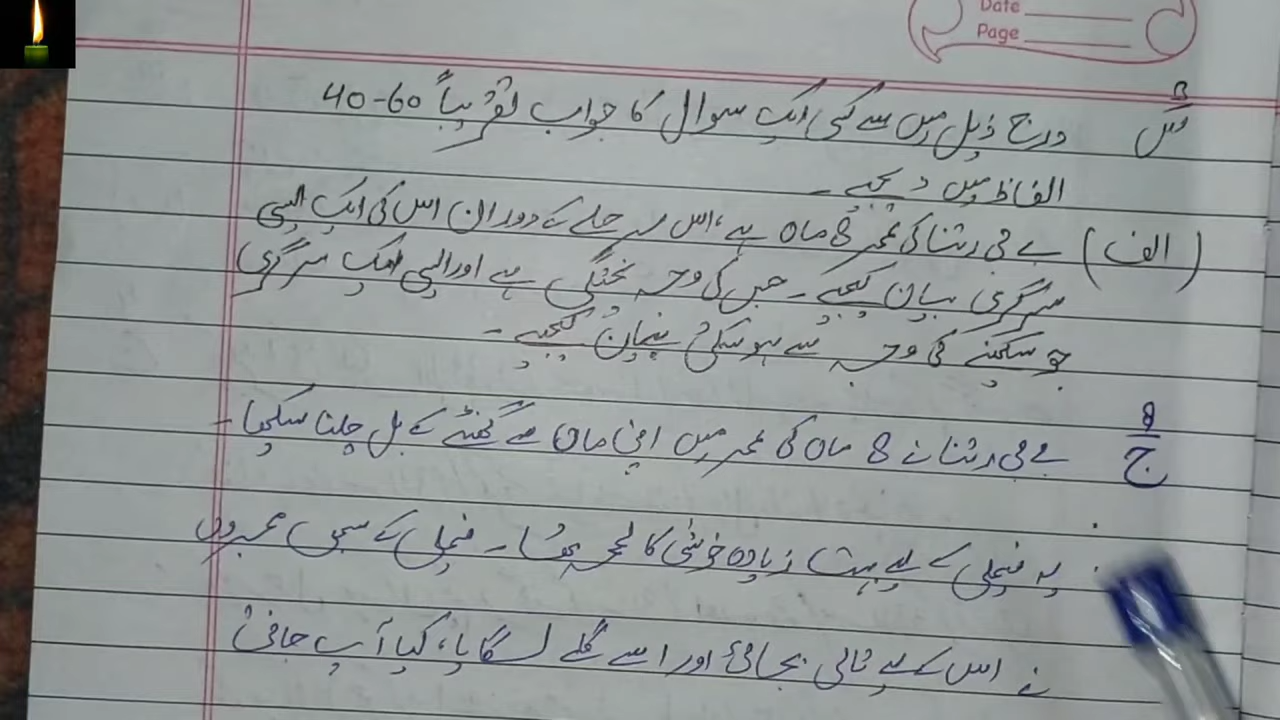 Date
Page
س درج ذیل میں سے کسی ایک سوال کا جواب تقریباً 60-40
الفاظ میں دیجیے۔
(الف) بے بی رشنا کی عمر 8 ماہ ہے، اس مرحلے کے دوران اس کی ایک ایسی
سرگرمی بیان کیجیے۔ جس کی وجہ پختگی ہے اور ایسی ایک سرگرمی
جو سیکھنے کی وجہ سے ہو سکتی بیان کیجیے۔
ج بے بی رشنا نے 8 ماہ کی عمر میں اپنی ماں سے گھٹنے کے بل چلنا سیکھا۔
یہ فیملی کے لیے بہت زیادہ خوشی کا لمحہ تھا۔ فیملی کے سبھی ممبروں
نے اس کے لیے تالی بجائی اور اسے گلے لگایا، کیا آپ جانتے